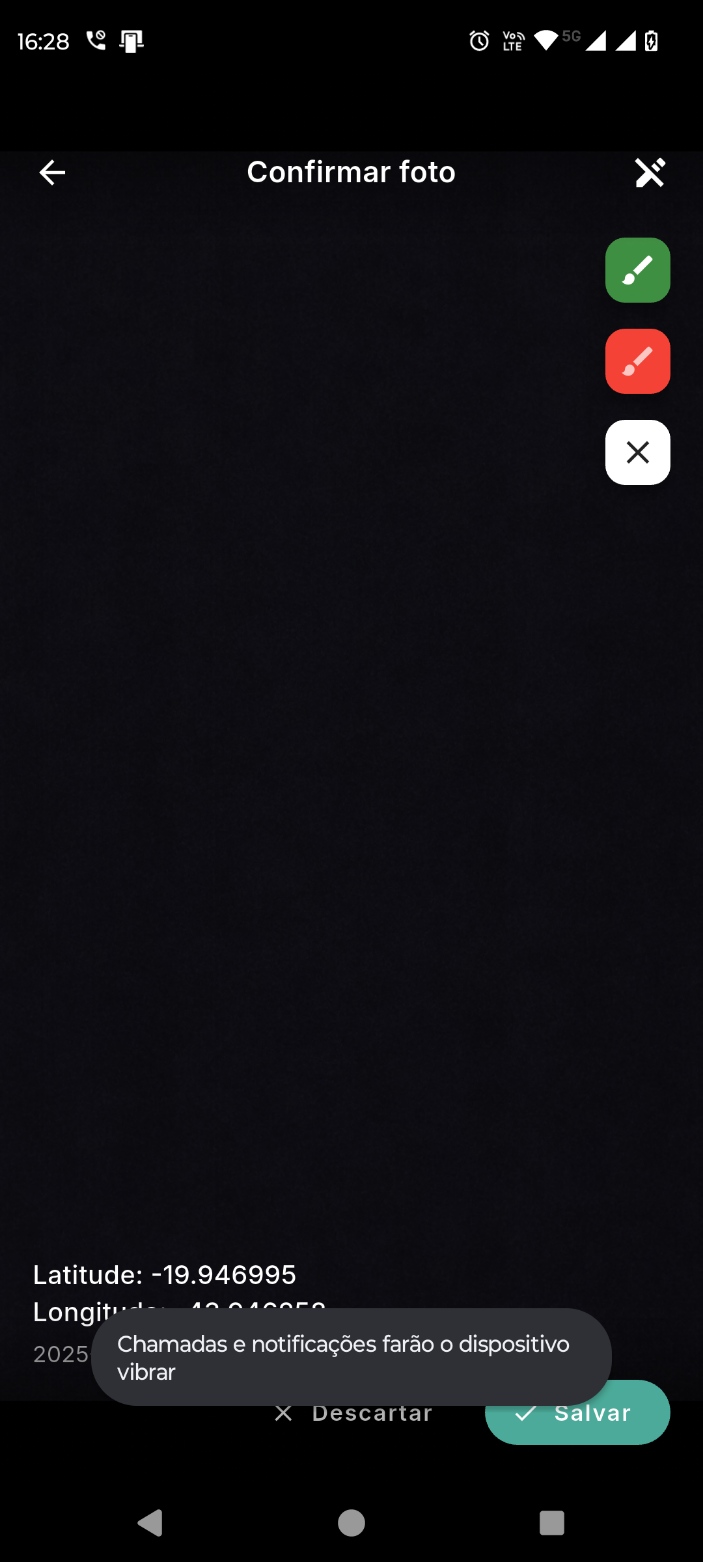 16:28
Vo))
LTE
5G
Confirmar foto
Latitude: -19.946995
Longitude:
2025
Chamadas e notificações farão o dispositivo
vibrar
Descartar
Salvar